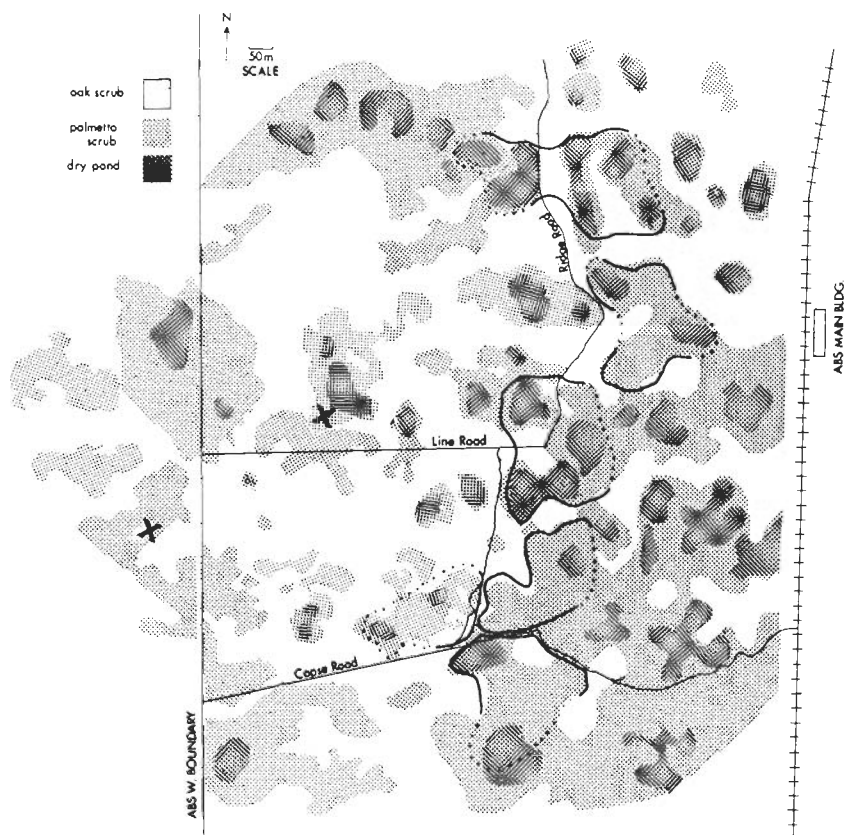 N
50m
SCALE
oak scrub
palmetto
scrub
dry pond
Ridge Road
ABS MAIN BLDG.
Line Road
Copse Road
ABS W. BOUNDARY